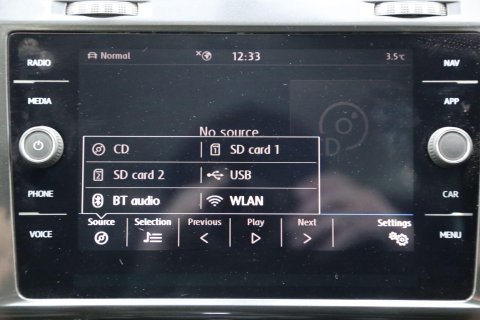 RADIO
MEDIA
PHONE
VOICE
NAV
APP
CAR
MENU
Normal 12:33 3.5°C
No source
CD SD card 1
SD card 2 USB
BT audio WLAN
Source Selection Previous Play Next Settings